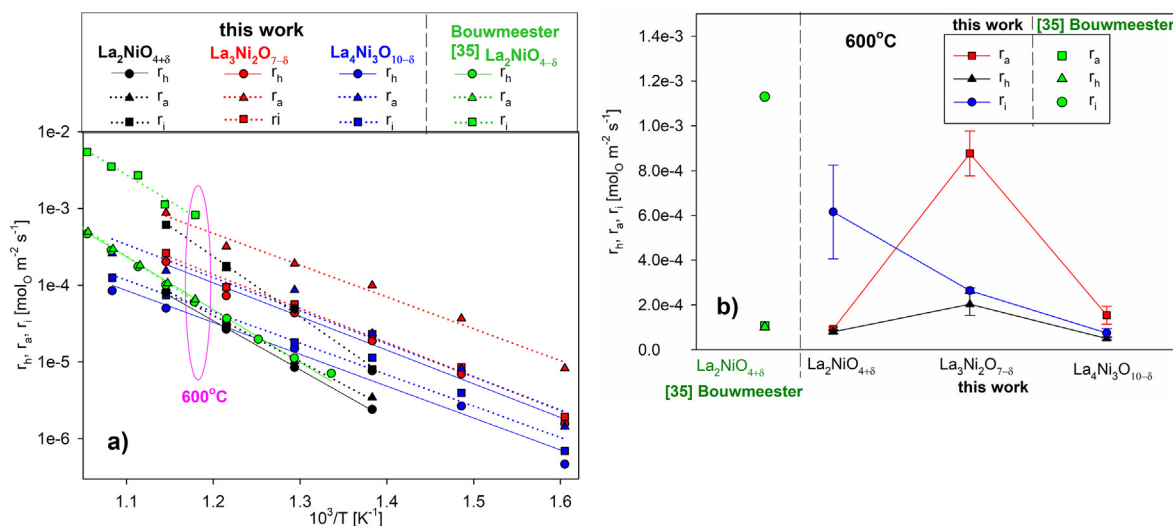 this work
Bouwmeester
La₂NiO₄₊δ La₃Ni₂O₇₋δ La₄Ni₃O₁₀₋δ [35] La₂NiO₄₋δ
rₕ rₕ rₕ rₕ
rₐ rₐ rₐ rₐ
rᵢ ri rᵢ rᵢ
1e-2
1e-3
1e-4
1e-5
1e-6
rₕ, rₐ, rᵢ [molO m⁻² s⁻¹]
600°C
a)
1.1 1.2 1.3 1.4 1.5 1.6
10³/T [K⁻¹]
b)
600°C
this work [35] Bouwmeester
rₐ rₐ
rₕ rₕ
rᵢ rᵢ
1.4e-3
1.2e-3
1.0e-3
8.0e-4
6.0e-4
4.0e-4
2.0e-4
0.0
rₕ, rₐ, rᵢ [molO m⁻² s⁻¹]
b)
La₂NiO₄₊δ La₂NiO₄₊δ La₃Ni₂O₇₋δ La₄Ni₃O₁₀₋δ
[35] Bouwmeester this work